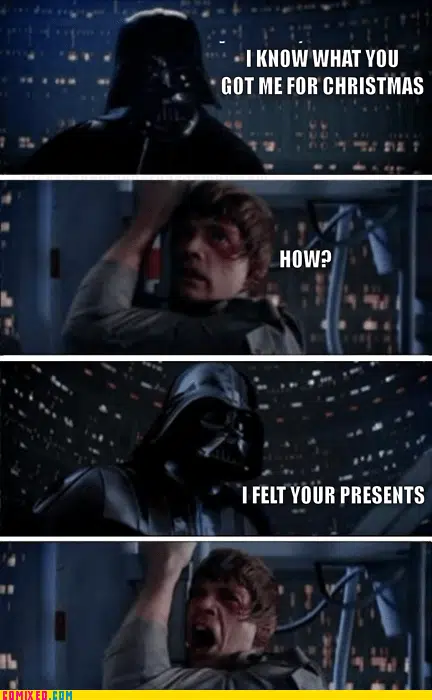 I KNOW WHAT YOU
GOT ME FOR CHRISTMAS
HOW?
I FELT YOUR PRESENTS
COMIXED.COM